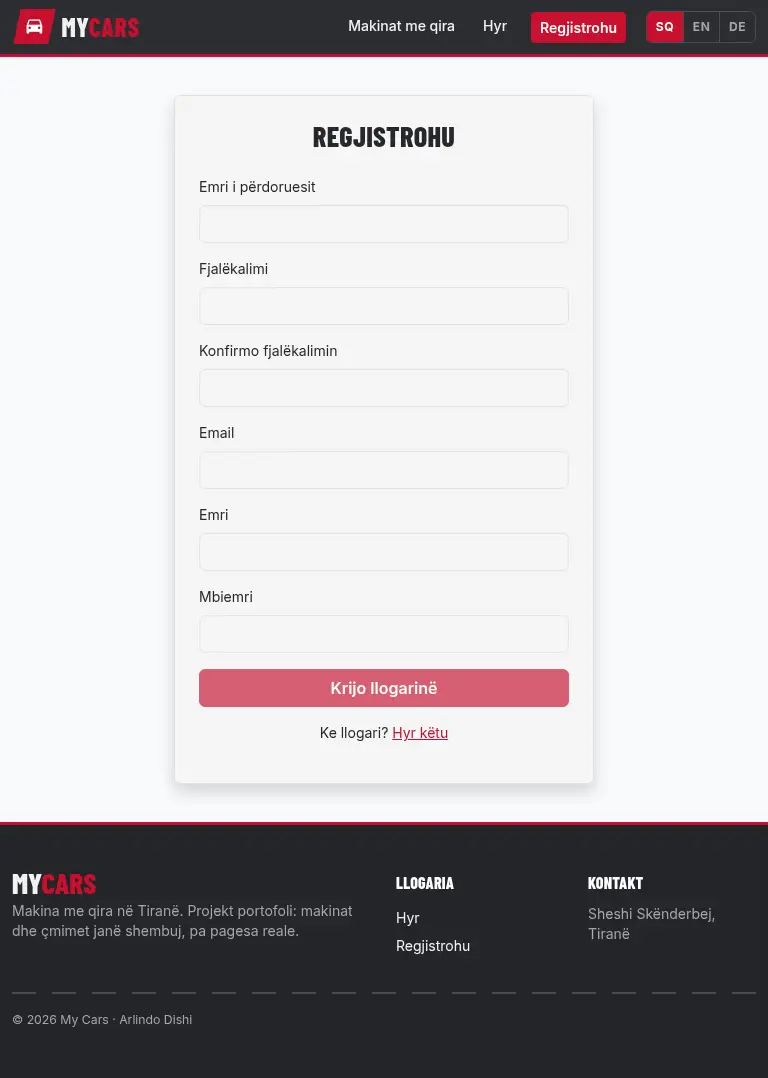 MYCARS
Makinat me qira
Hyr
Regjistrohu
SQ
EN
DE
REGJISTROHU
Emri i përdoruesit
Fjalëkalimi
Konfirmo fjalëkalimin
Email
Emri
Mbiemri
Krijo llogarinë
Ke llogari? Hyr këtu
MYCARS
Makina me qira në Tiranë. Projekt portofoli: makinat
dhe çmimet janë shembuj, pa pagesa reale.
LLOGARIA
Hyr
Regjistrohu
KONTAKT
Sheshi Skënderbej,
Tiranë
© 2026 My Cars · Arlindo Dishi